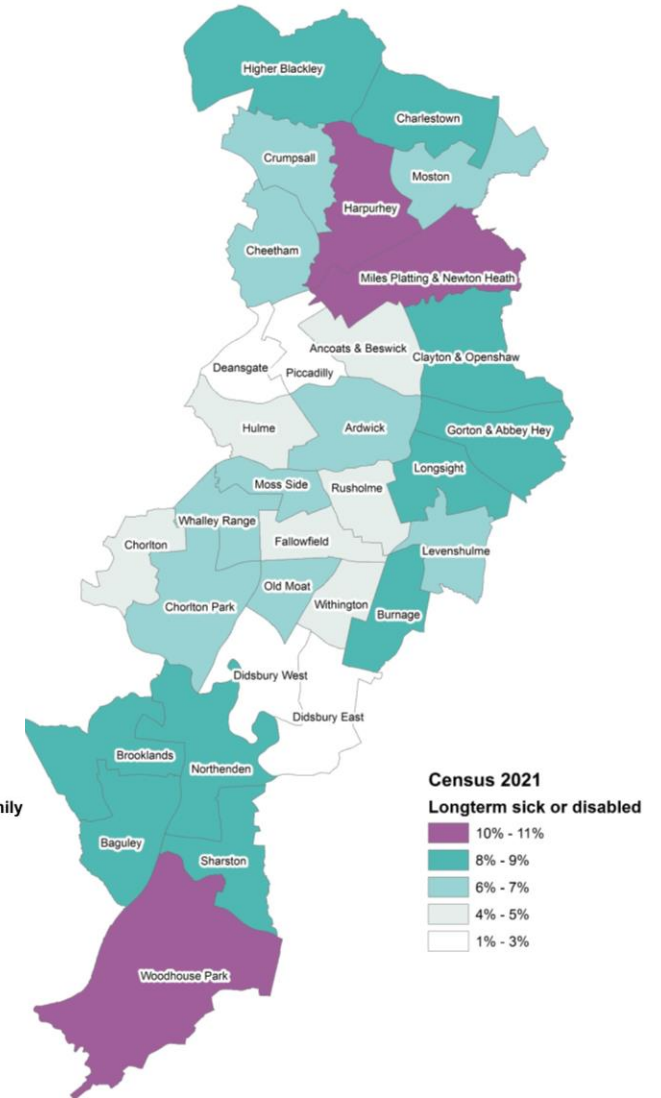 Higher Blackley
Charlestown
Crumpsall
Moston
Harpurhey
Cheetham
Miles Platting & Newton Heath
Ancoats & Beswick
Clayton & Openshaw
Deansgate
Piccadilly
Hulme
Ardwick
Gorton & Abbey Hey
Longsight
Moss Side
Rusholme
Whalley Range
Chorlton
Fallowfield
Levenshulme
Old Moat
Chorlton Park
Withington
Burnage
Didsbury West
Didsbury East
Brooklands
Northenden
Baguley
Sharston
Woodhouse Park
nily
Census 2021
Longterm sick or disabled
10% - 11%
8% - 9%
6% - 7%
4% - 5%
1% - 3%